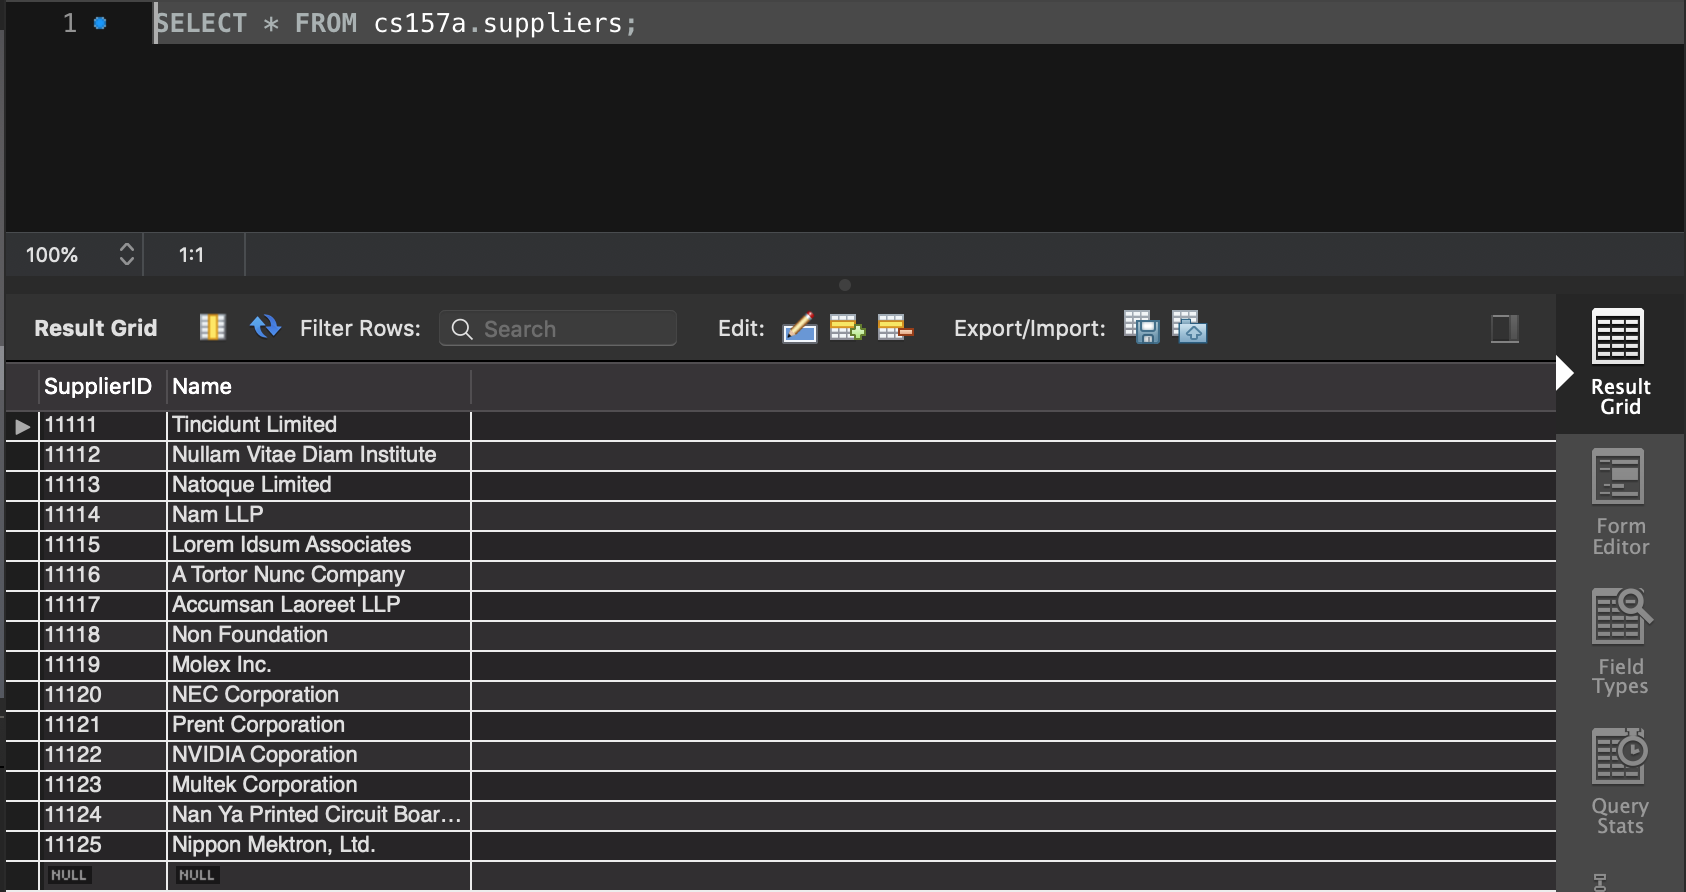 1 SELECT * FROM cs157a.suppliers;
100% 1:1
Result Grid Filter Rows: Search Edit: Export/Import:
SupplierID Name
11111 Tincidunt Limited
11112 Nullam Vitae Diam Institute
11113 Natoque Limited
11114 Nam LLP
11115 Lorem Idsum Associates
11116 A Tortor Nunc Company
11117 Accumsan Laoreet LLP
11118 Non Foundation
11119 Molex Inc.
11120 NEC Corporation
11121 Prent Corporation
11122 NVIDIA Coporation
11123 Multek Corporation
11124 Nan Ya Printed Circuit Boar...
11125 Nippon Mektron, Ltd.
NULL NULL
Result
Grid
Form
Editor
Field
Types
Query
Stats